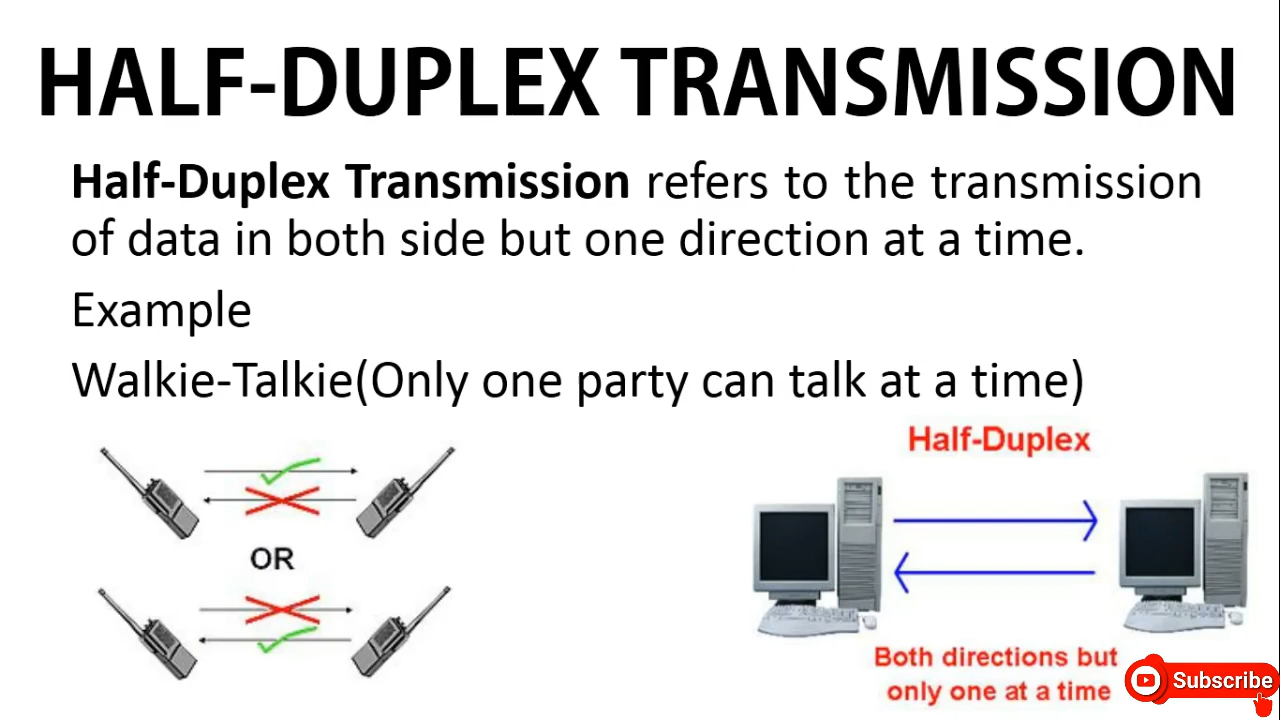 HALF-DUPLEX TRANSMISSION
Half-Duplex Transmission refers to the transmission
of data in both side but one direction at a time.
Example
Walkie-Talkie(Only one party can talk at a time)
OR
Half-Duplex
Both directions but
only one at a time
Subscribe